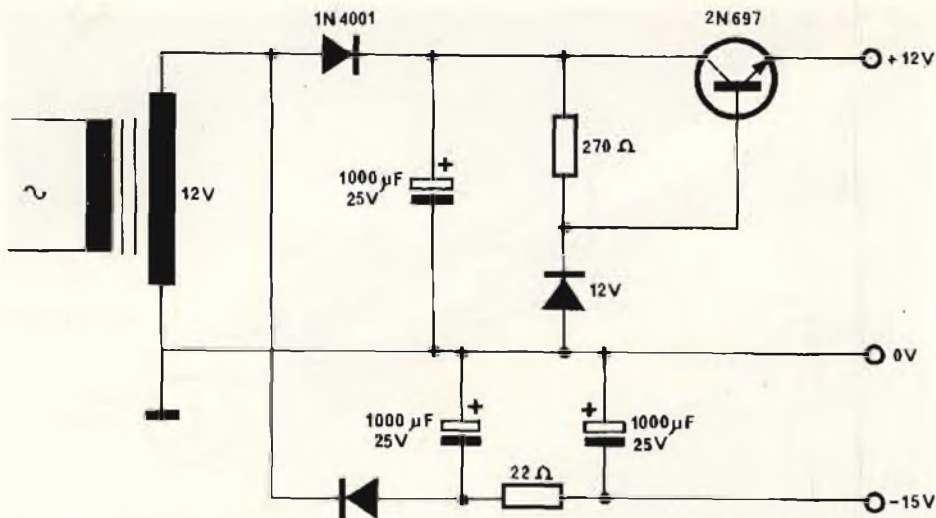 1N4001
2N697
+12V
12V
1000 µF
25V
+
270 Ω
12V
0V
1000 µF
25V
+
+
1000 µF
25V
22 Ω
-15V